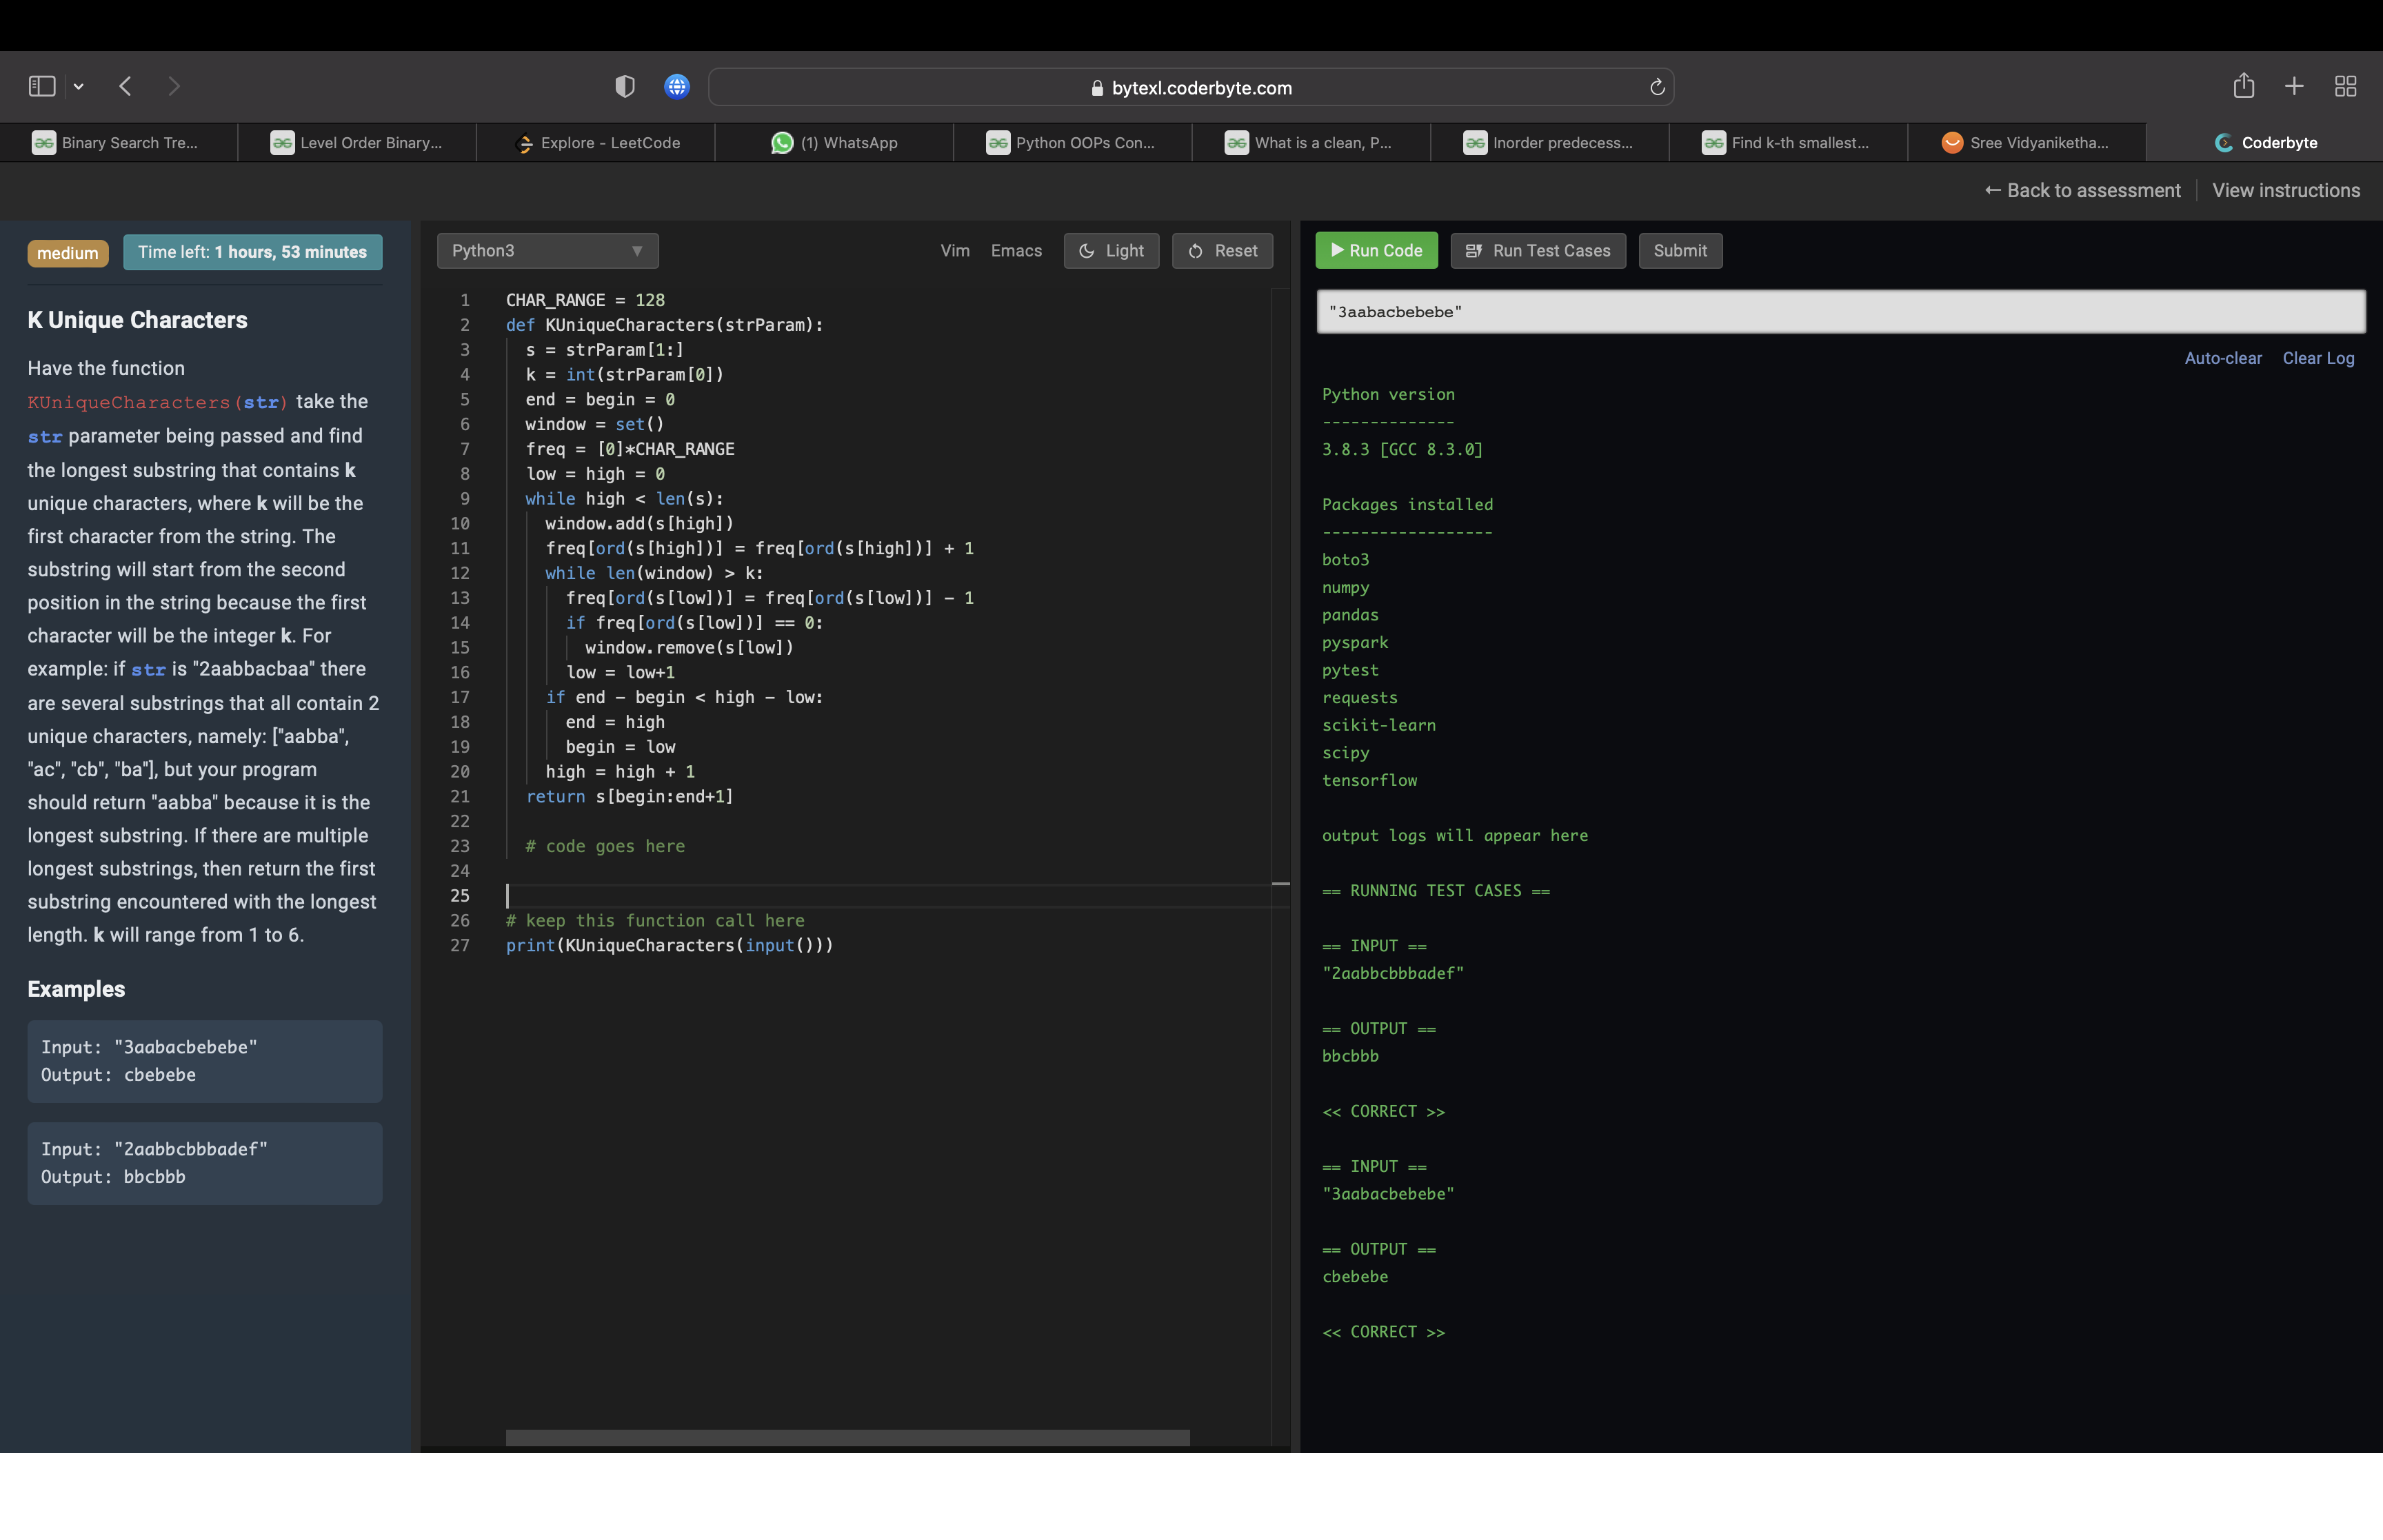 bytexl.coderbyte.com
Binary Search Tre...
Level Order Binary...
Explore - LeetCode
(1) WhatsApp
Python OOPs Con...
What is a clean, P...
Inorder predecess...
Find k-th smallest...
Sree Vidyaniketha...
Coderbyte
← Back to assessment
View instructions
medium
Time left: 1 hours, 53 minutes
K Unique Characters
Have the function
KUniqueCharacters(str) take the
str parameter being passed and find
the longest substring that contains k
unique characters, where k will be the
first character from the string. The
substring will start from the second
position in the string because the first
character will be the integer k. For
example: if str is "2aabbacbaa" there
are several substrings that all contain 2
unique characters, namely: ["aabba",
"ac", "cb", "ba"], but your program
should return "aabba" because it is the
longest substring. If there are multiple
longest substrings, then return the first
substring encountered with the longest
length. k will range from 1 to 6.
Examples
Input: "3aabacbebebe"
Output: cbebebe
Input: "2aabbcbbbadef"
Output: bbcbbb
Python3
Vim
Emacs
Light
Reset
1 CHAR_RANGE = 128
2 def KUniqueCharacters(strParam):
3 s = strParam[1:]
4 k = int(strParam[0])
5 end = begin = 0
6 window = set()
7 freq = [0]*CHAR_RANGE
8 low = high = 0
9 while high < len(s):
10 window.add(s[high])
11 freq[ord(s[high])] = freq[ord(s[high])] + 1
12 while len(window) > k:
13 freq[ord(s[low])] = freq[ord(s[low])] - 1
14 if freq[ord(s[low])] == 0:
15 window.remove(s[low])
16 low = low+1
17 if end - begin < high - low:
18 end = high
19 begin = low
20 high = high + 1
21 return s[begin:end+1]
22
23 # code goes here
24
25
26 # keep this function call here
27 print(KUniqueCharacters(input()))
Run Code
Run Test Cases
Submit
"3aabacbebebe"
Auto-clear
Clear Log
Python version
--------------
3.8.3 [GCC 8.3.0]
Packages installed
------------------
boto3
numpy
pandas
pyspark
pytest
requests
scikit-learn
scipy
tensorflow
output logs will appear here
== RUNNING TEST CASES ==
== INPUT ==
"2aabbcbbbadef"
== OUTPUT ==
bbcbbb
<< CORRECT >>
== INPUT ==
"3aabacbebebe"
== OUTPUT ==
cbebebe
<< CORRECT >>